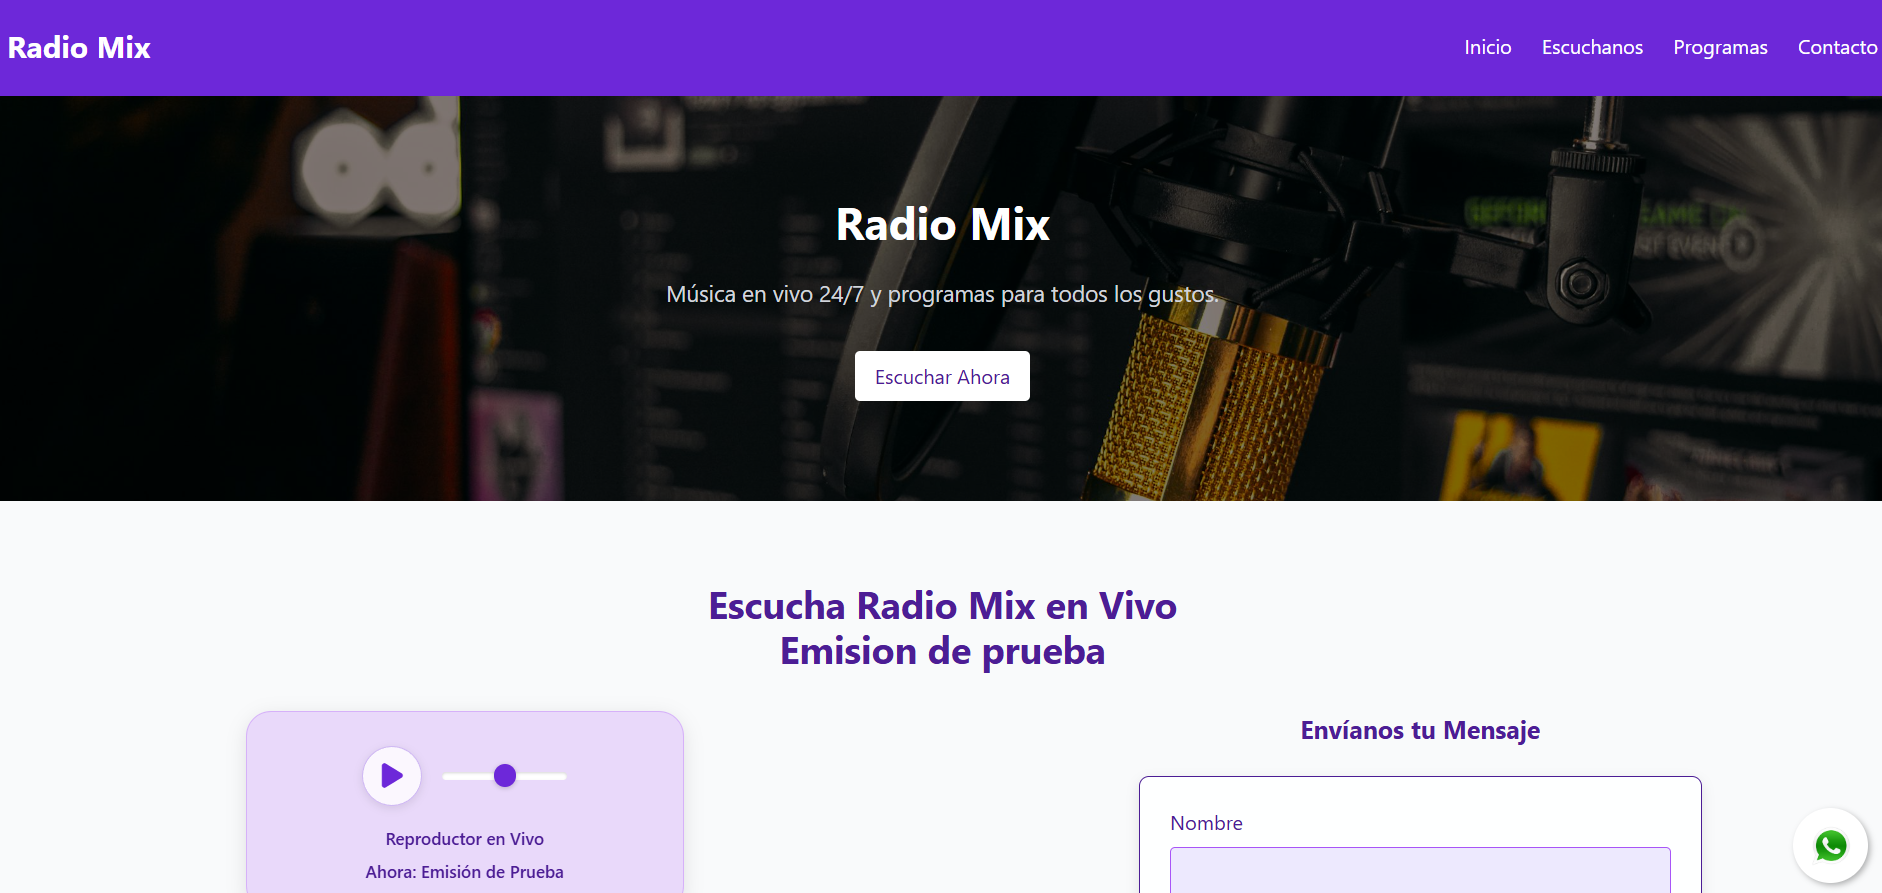 Radio Mix
Inicio
Escuchanos
Programas
Contacto
Radio Mix
Música en vivo 24/7 y programas para todos los gustos.
Escuchar Ahora
Escucha Radio Mix en Vivo
Emision de prueba
Reproductor en Vivo
Ahora: Emisión de Prueba
Envíanos tu Mensaje
Nombre